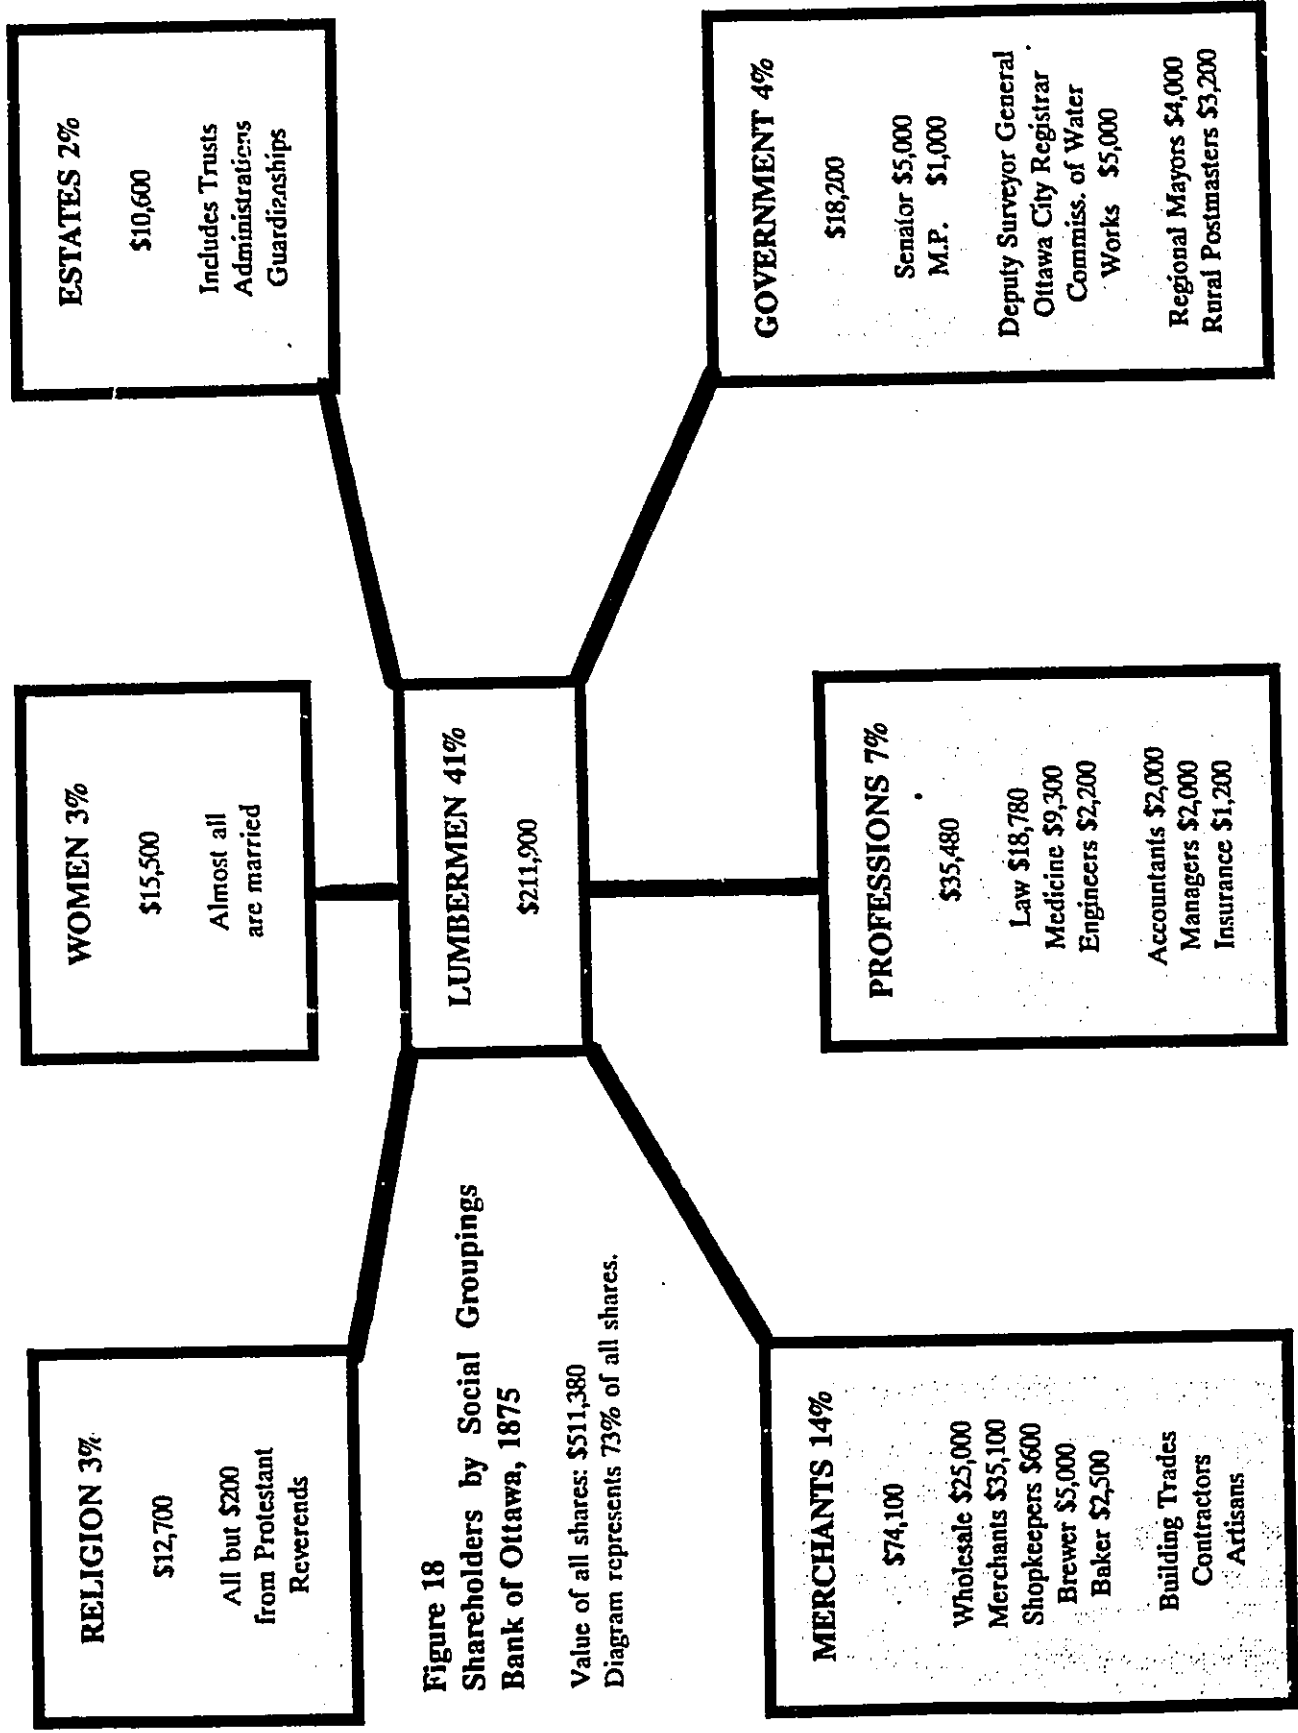 RELIGION 3%
$12,700
All but $200
from Protestant
Reverends
WOMEN 3%
$15,500
Almost all
are married
ESTATES 2%
$10,600
Includes Trusts
Administrations
Guardianships
Figure 18
Shareholders by Social Groupings
Bank of Ottawa, 1875
Value of all shares: $511,380
Diagram represents 73% of all shares.
LUMBERMEN 41%
$211,900
MERCHANTS 14%
$74,100
Wholesale $25,000
Merchants $35,100
Shopkeepers $600
Brewer $5,000
Baker $2,500
Building Trades
Contractors
Artisans
PROFESSIONS 7%
$35,480
Law $18,780
Medicine $9,300
Engineers $2,200
Accountants $2,000
Managers $2,000
Insurance $1,200
GOVERNMENT 4%
$18,200
Senator $5,000
M.P. $1,000
Deputy Surveyor General
Ottawa City Registrar
Commiss. of Water
Works $5,000
Regional Mayors $4,000
Rural Postmasters $3,200